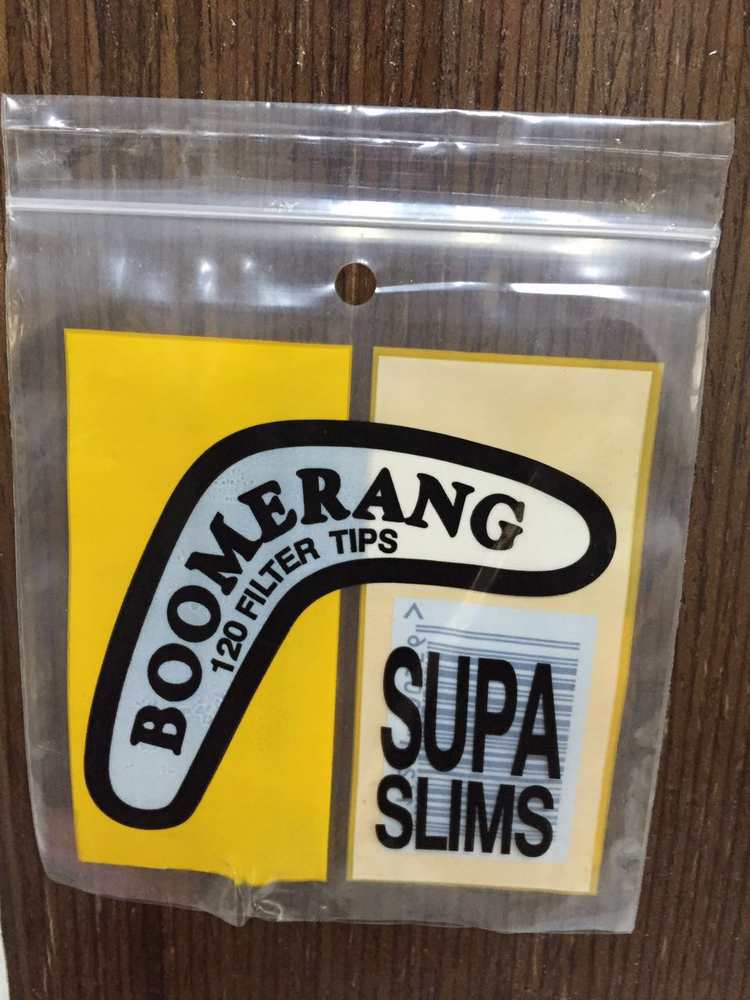 BOOMERANG
120 FILTER TIPS
SUPA
SLIMS